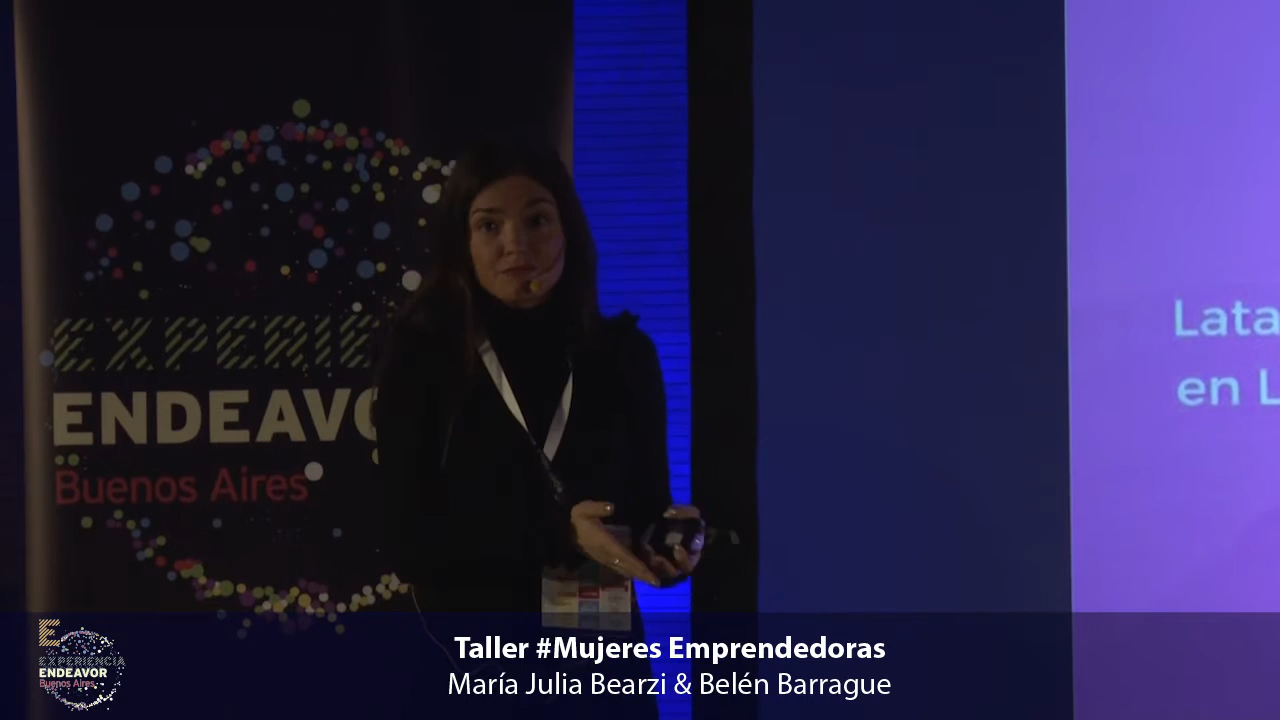 EXPERIE
ENDEAVO
Buenos Aires
Lata
en L
Taller #Mujeres Emprendedoras
María Julia Bearzi & Belén Barrague
E
EXPERIENCIA
ENDEAVOR
Buenos Aires